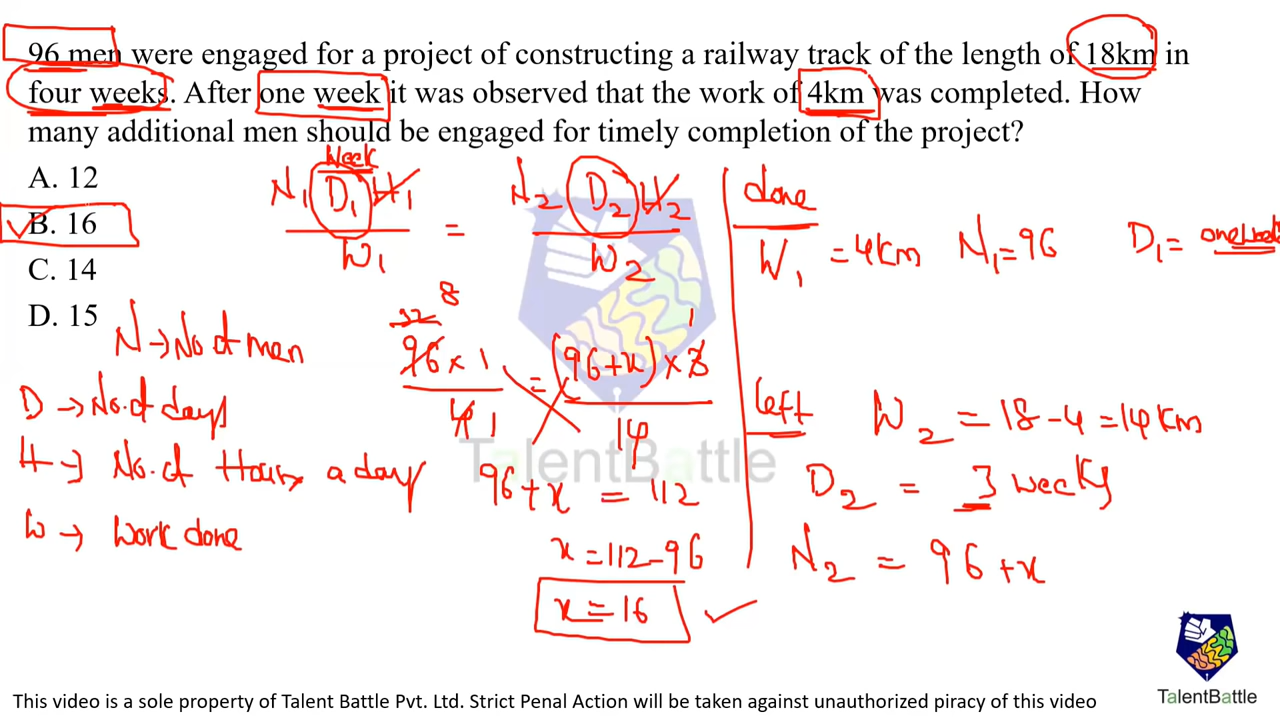 96 men were engaged for a project of constructing a railway track of the length of 18km in
four weeks. After one week it was observed that the work of 4km was completed. How
many additional men should be engaged for timely completion of the project?
A. 12
B. 16
C. 14
D. 15
Week
N₁ D₁ H₁ / W₁ = N₂ D₂ H₂ / W₂
N → No of men
D → No. of days
H → No. of Hours a day
W → Work done
32 8
96 × 1 / 4 1 = (96 + x) × 3 1 / 14
96 + x = 112
x = 112 - 96
x = 16
done
W₁ = 4km N₁ = 96 D₁ = one week
left W₂ = 18 - 4 = 14 km
D₂ = 3 weeks
N₂ = 96 + x
TalentBattle
TalentBattle
This video is a sole property of Talent Battle Pvt. Ltd. Strict Penal Action will be taken against unauthorized piracy of this video